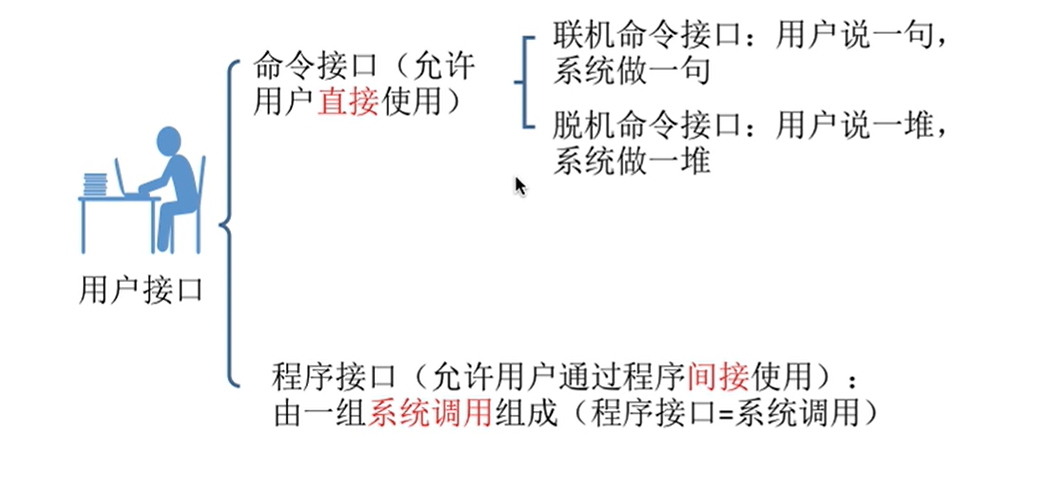 命令接口（允许
用户直接使用）
联机命令接口：用户说一句，
系统做一句
脱机命令接口：用户说一堆，
系统做一堆
用户接口
程序接口（允许用户通过程序间接使用）：
由一组系统调用组成（程序接口=系统调用）